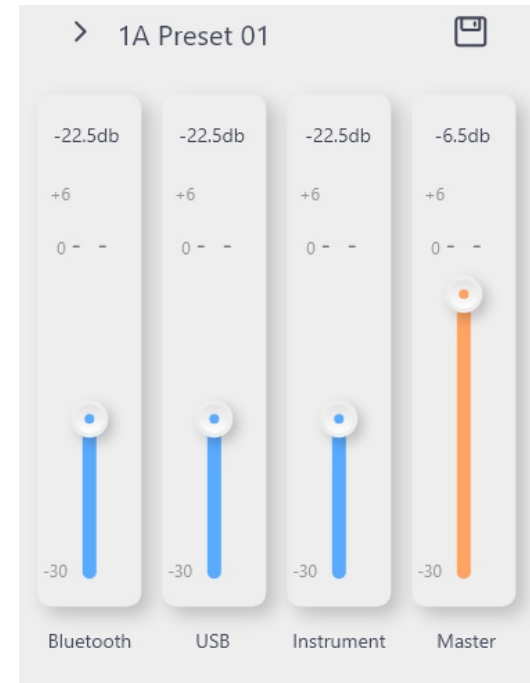 1A Preset 01
-22.5db -22.5db -22.5db -6.5db
+6 +6 +6 +6
0 - - 0 - - 0 - - 0 - -
-30 -30 -30 -30
Bluetooth USB Instrument Master